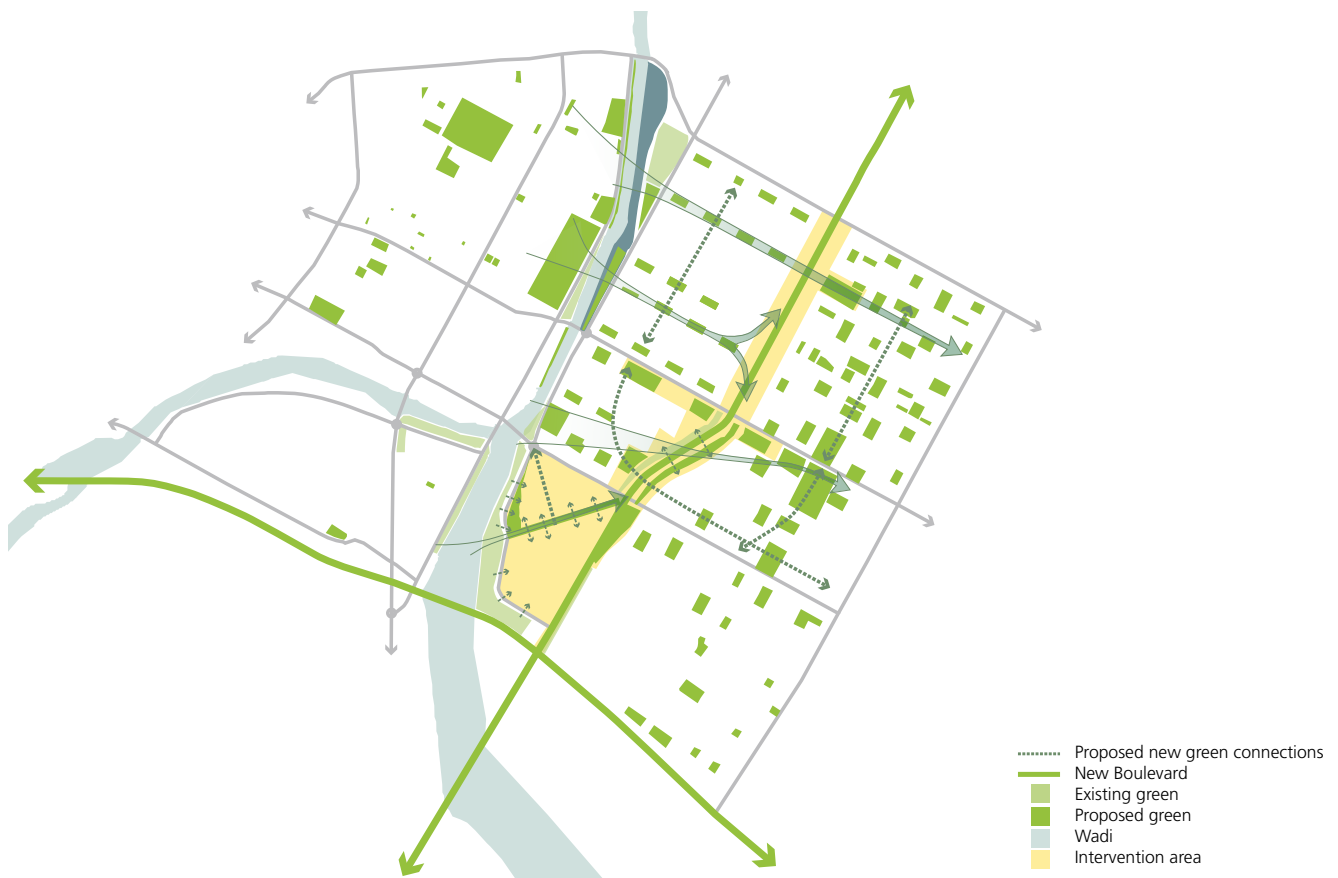 Proposed new green connections
New Boulevard
Existing green
Proposed green
Wadi
Intervention area